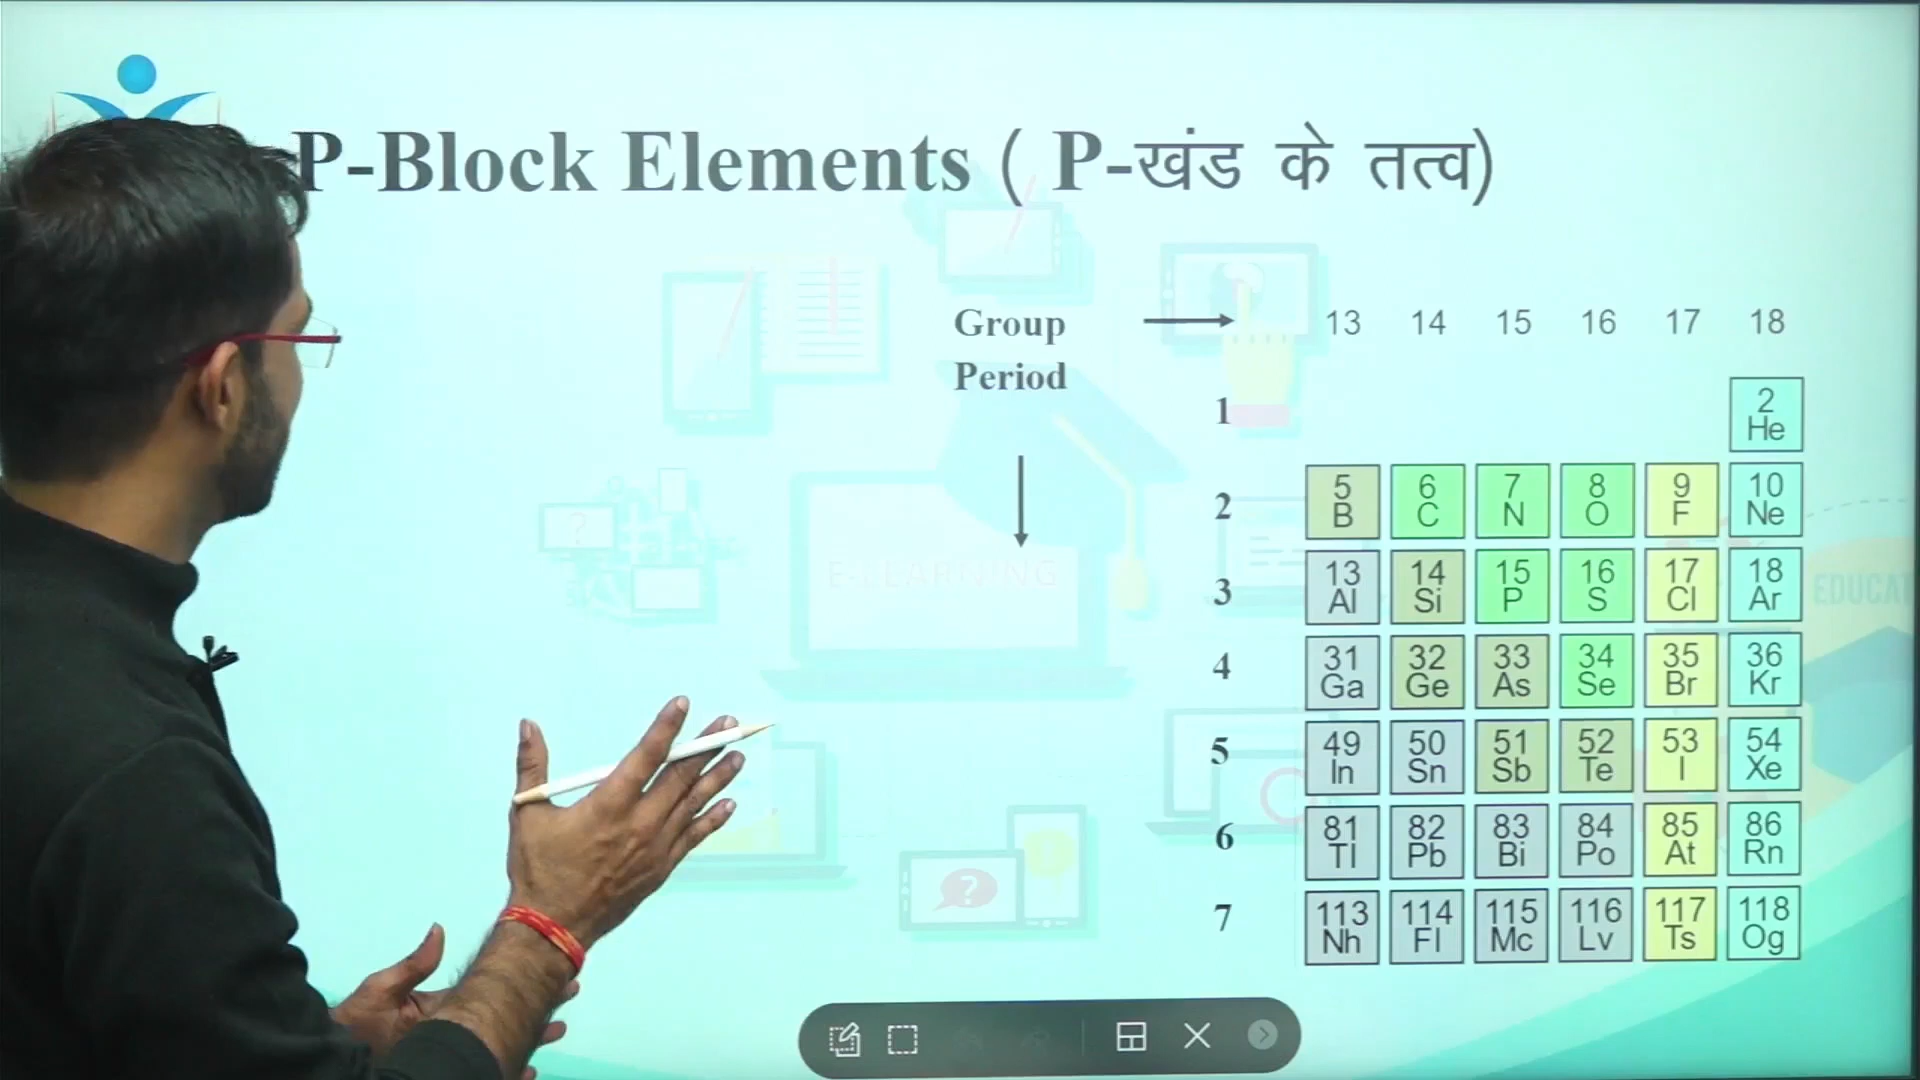 P-Block Elements ( P-खंड के तत्व)
Group 13 14 15 16 17 18
Period
1 2 He
2 5 B 6 C 7 N 8 O 9 F 10 Ne
3 13 Al 14 Si 15 P 16 S 17 Cl 18 Ar
4 31 Ga 32 Ge 33 As 34 Se 35 Br 36 Kr
5 49 In 50 Sn 51 Sb 52 Te 53 I 54 Xe
6 81 Tl 82 Pb 83 Bi 84 Po 85 At 86 Rn
7 113 Nh 114 Fl 115 Mc 116 Lv 117 Ts 118 Og
E-LEARNING
?
?